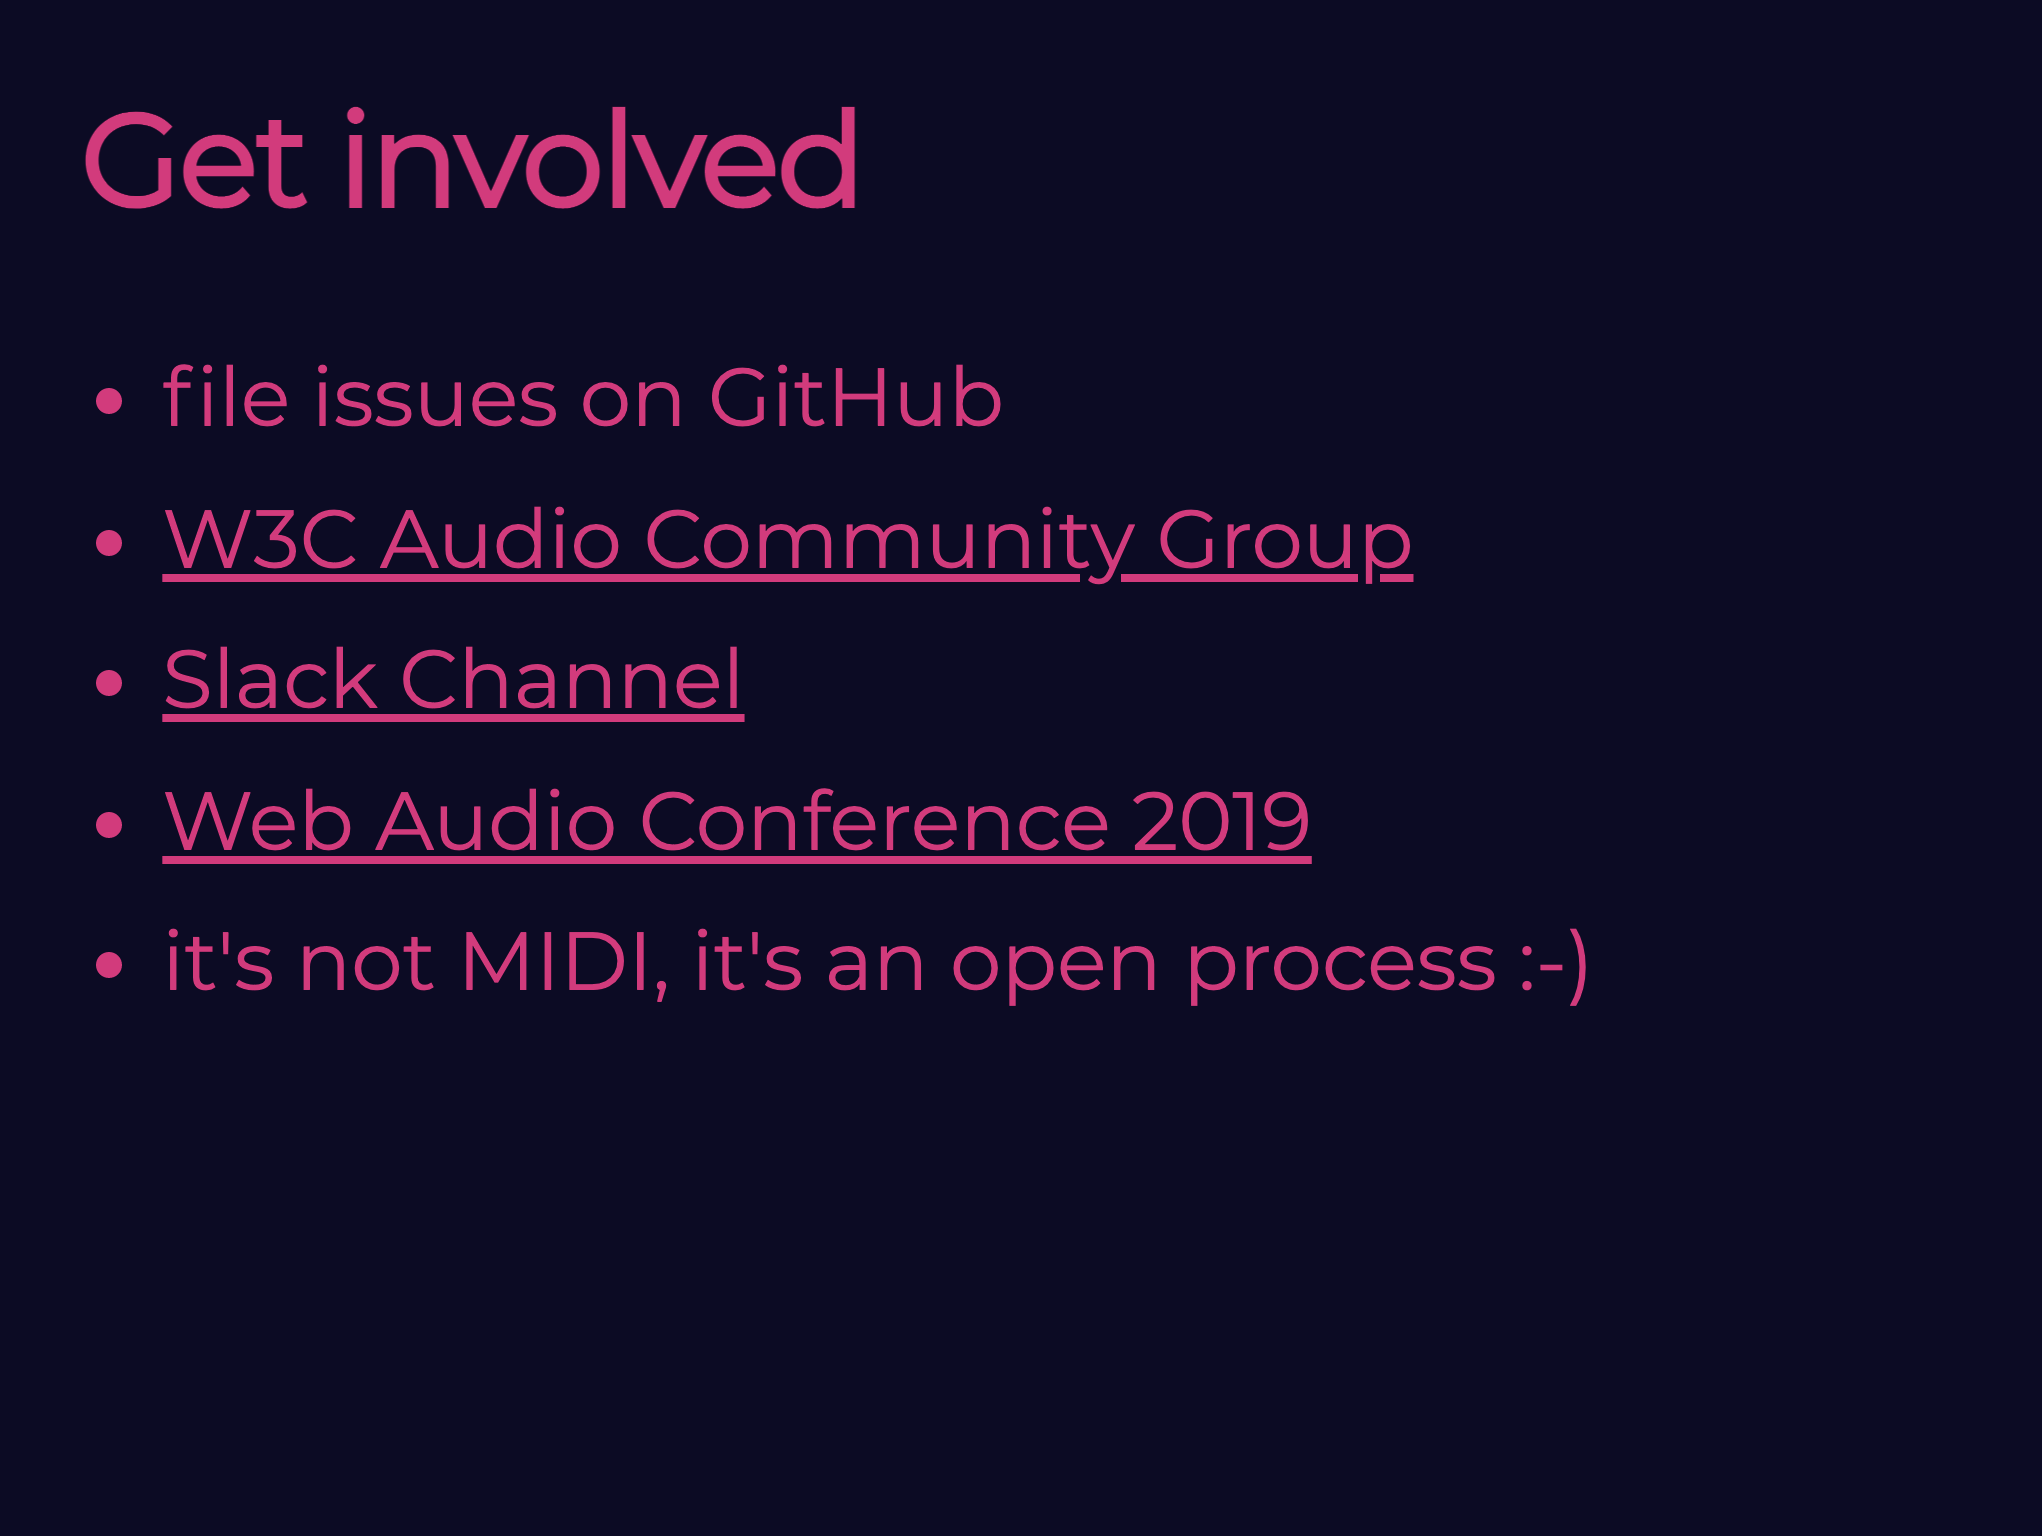 Get involved
file issues on GitHub
W3C Audio Community Group
Slack Channel
Web Audio Conference 2019
it's not MIDI, it's an open process :-)